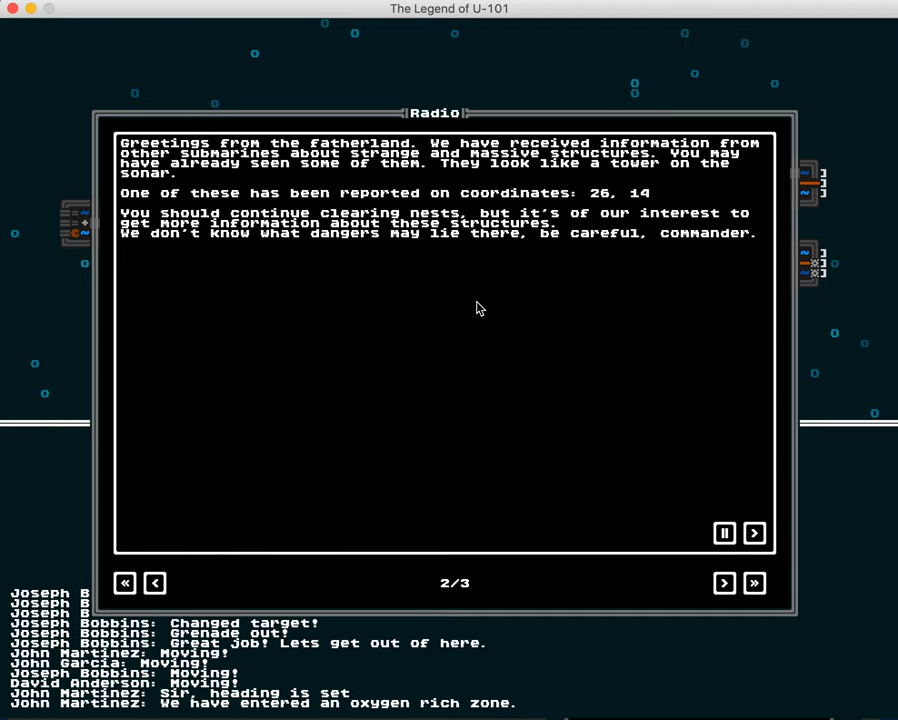 The Legend of U-101
Radio
Greetings from the fatherland. We have received information from
other submarines about strange and massive structures. You may
have already seen some of them. They look like a tower on the
sonar.
One of these has been reported on coordinates: 26, 14
You should continue clearing nests, but it's of our interest to
get more information about these structures.
We don't know what dangers may lie there, be careful, commander.
« < 2/3 > »
Joseph B
Joseph B
Joseph B
Joseph Bobbins: Changed target!
Joseph Bobbins: Grenade out!
Joseph Bobbins: Great job! Lets get out of here.
John Martinez: Moving!
John Garcia: Moving!
Joseph Bobbins: Moving!
David Anderson: Moving!
John Martinez: Sir, heading is set
John Martinez: We have entered an oxygen rich zone.